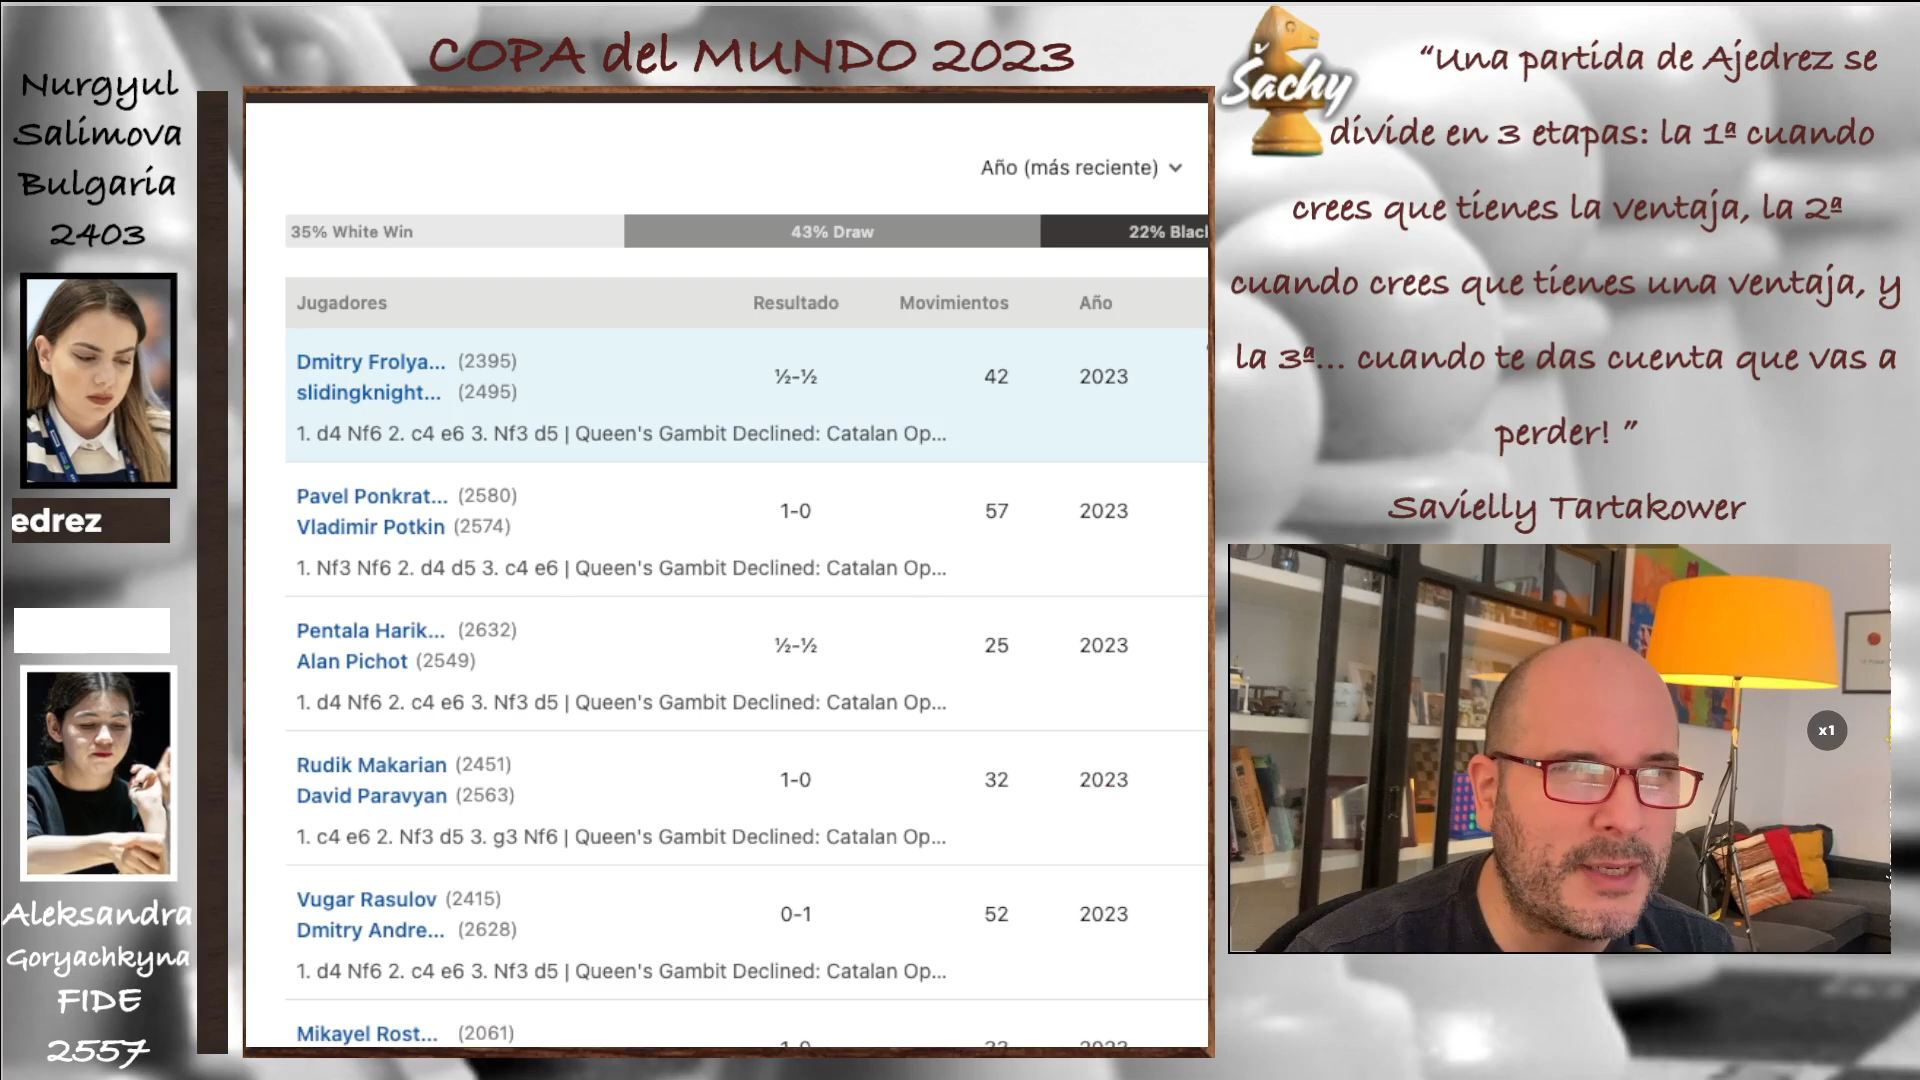 COPA del MUNDO 2023
Nurgyul
Salimova
Bulgaria
2403
edrez
Aleksandra
Goryachkyna
FIDE
2557
Año (más reciente)
35% White Win 43% Draw 22% Blac
Jugadores Resultado Movimientos Año
Dmitry Frolya... (2395)
slidingknight... (2495)
½-½ 42 2023
1. d4 Nf6 2. c4 e6 3. Nf3 d5 | Queen's Gambit Declined: Catalan Op...
Pavel Ponkrat... (2580)
Vladimir Potkin (2574)
1-0 57 2023
1. Nf3 Nf6 2. d4 d5 3. c4 e6 | Queen's Gambit Declined: Catalan Op...
Pentala Harik... (2632)
Alan Pichot (2549)
½-½ 25 2023
1. d4 Nf6 2. c4 e6 3. Nf3 d5 | Queen's Gambit Declined: Catalan Op...
Rudik Makarian (2451)
David Paravyan (2563)
1-0 32 2023
1. c4 e6 2. Nf3 d5 3. g3 Nf6 | Queen's Gambit Declined: Catalan Op...
Vugar Rasulov (2415)
Dmitry Andre... (2628)
0-1 52 2023
1. d4 Nf6 2. c4 e6 3. Nf3 d5 | Queen's Gambit Declined: Catalan Op...
Mikayel Rost... (2061)
Šachy
“Una partida de Ajedrez se
divide en 3 etapas: la 1ª cuando
crees que tienes la ventaja, la 2ª
cuando crees que tienes una ventaja, y
la 3ª... cuando te das cuenta que vas a
perder! ”
Savielly Tartakower
x1